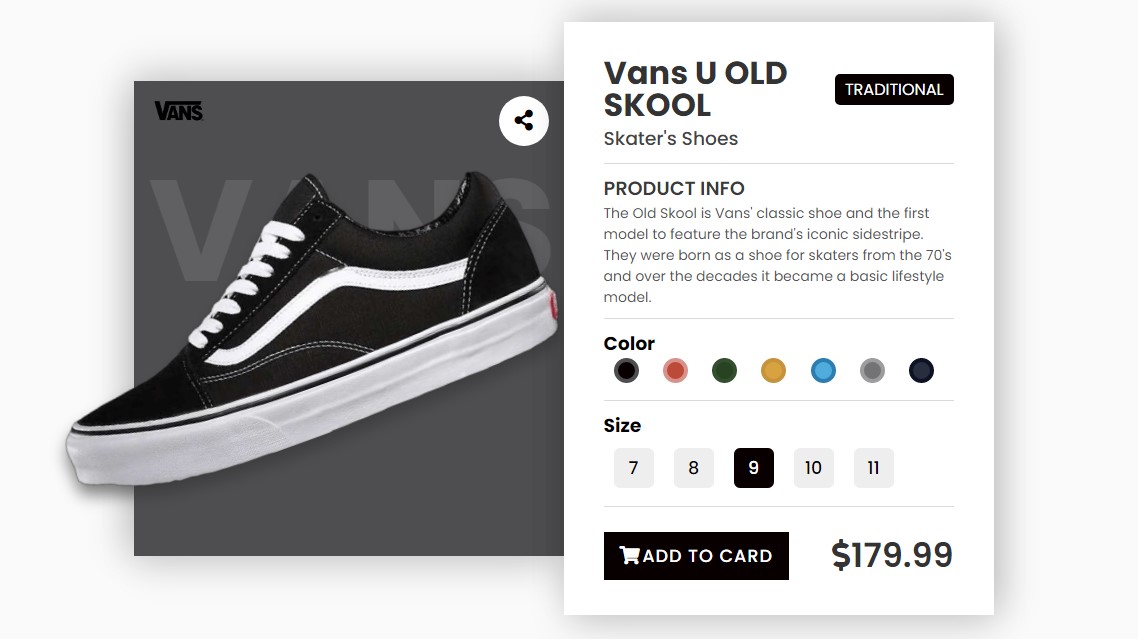 VANS
VANS
Vans U OLD
SKOOL
TRADITIONAL
Skater's Shoes
PRODUCT INFO
The Old Skool is Vans' classic shoe and the first
model to feature the brand's iconic sidestripe.
They were born as a shoe for skaters from the 70's
and over the decades it became a basic lifestyle
model.
Color
Size
7 8 9 10 11
ADD TO CARD
$179.99